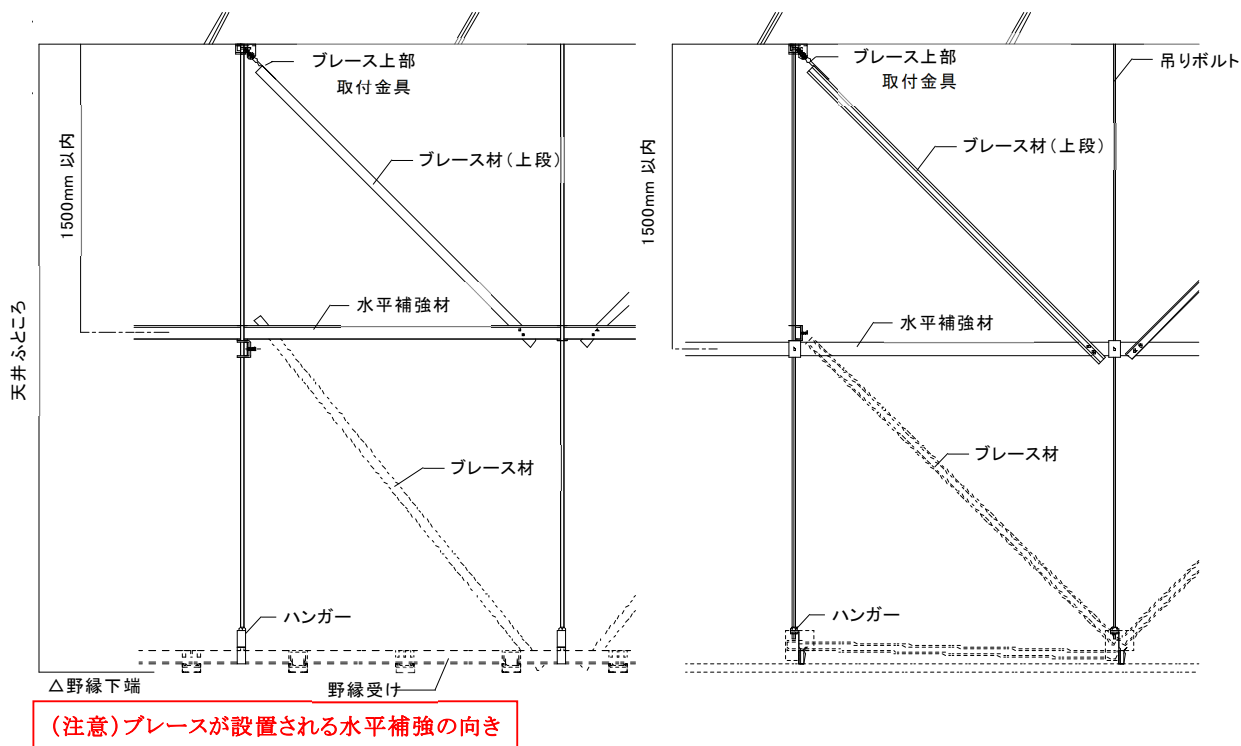 ブレース上部
取付金具
1500mm 以内
ブレース材(上段)
水平補強材
天井ふところ
ブレース材
ハンガー
△野縁下端
野縁受け
(注意)ブレースが設置される水平補強の向き
ブレース上部
取付金具
吊りボルト
1500mm 以内
ブレース材(上段)
水平補強材
ブレース材
ハンガー